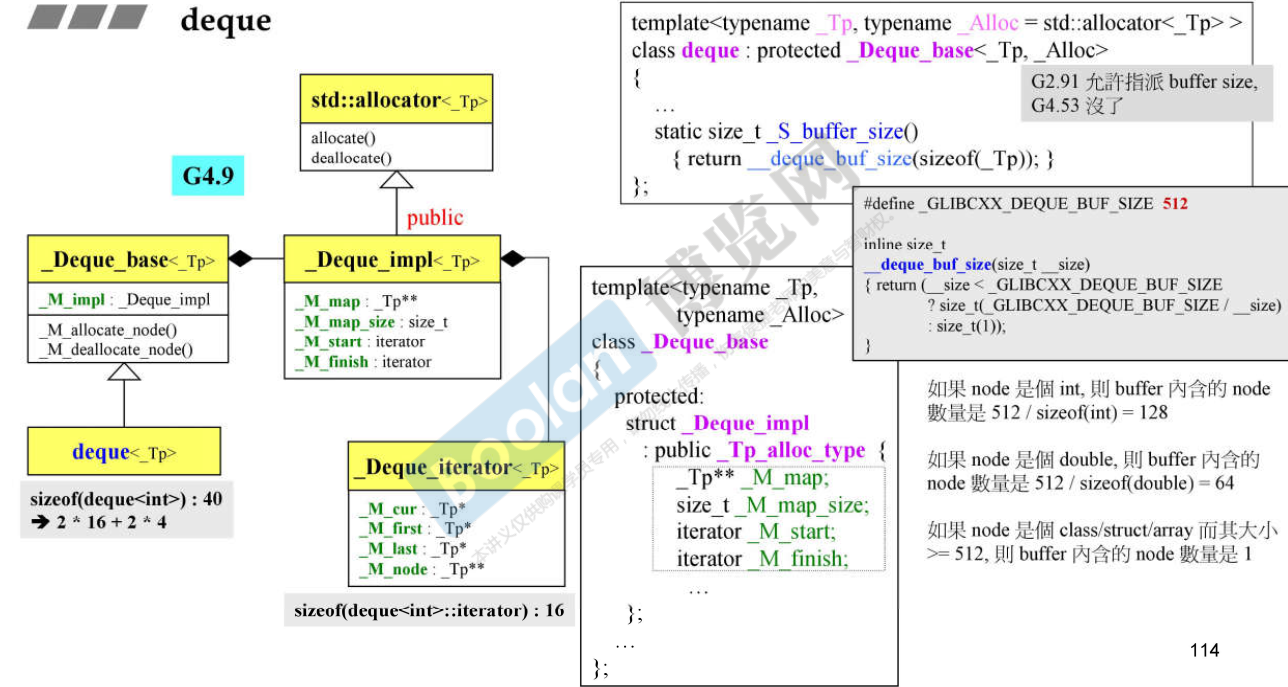 deque
std::allocator<_Tp>
allocate()
deallocate()
G4.9
public
_Deque_base<_Tp>
_M_impl : _Deque_impl
_M_allocate_node()
_M_deallocate_node()
_Deque_impl<_Tp>
_M_map : _Tp**
_M_map_size : size_t
_M_start : iterator
_M_finish : iterator
deque<_Tp>
sizeof(deque<int>) : 40
➔ 2 * 16 + 2 * 4
_Deque_iterator<_Tp>
_M_cur : _Tp*
_M_first : _Tp*
_M_last : _Tp*
_M_node : _Tp**
sizeof(deque<int>::iterator) : 16
template<typename _Tp, typename _Alloc = std::allocator<_Tp> >
class deque : protected _Deque_base<_Tp, _Alloc>
{
…
static size_t _S_buffer_size()
{ return __deque_buf_size(sizeof(_Tp)); }
};
G2.91 允許指派 buffer size,
G4.53 沒了
#define _GLIBCXX_DEQUE_BUF_SIZE 512
inline size_t
__deque_buf_size(size_t __size)
{ return (__size < _GLIBCXX_DEQUE_BUF_SIZE
? size_t(_GLIBCXX_DEQUE_BUF_SIZE / __size)
: size_t(1));
}
template<typename _Tp,
typename _Alloc>
class _Deque_base
{
protected:
struct _Deque_impl
: public _Tp_alloc_type {
_Tp** _M_map;
size_t _M_map_size;
iterator _M_start;
iterator _M_finish;
…
};
…
};
如果 node 是個 int, 則 buffer 內含的 node
數量是 512 / sizeof(int) = 128
如果 node 是個 double, 則 buffer 內含的
node 數量是 512 / sizeof(double) = 64
如果 node 是個 class/struct/array 而其大小
>= 512, 則 buffer 內含的 node 數量是 1
boolan
博览网
114